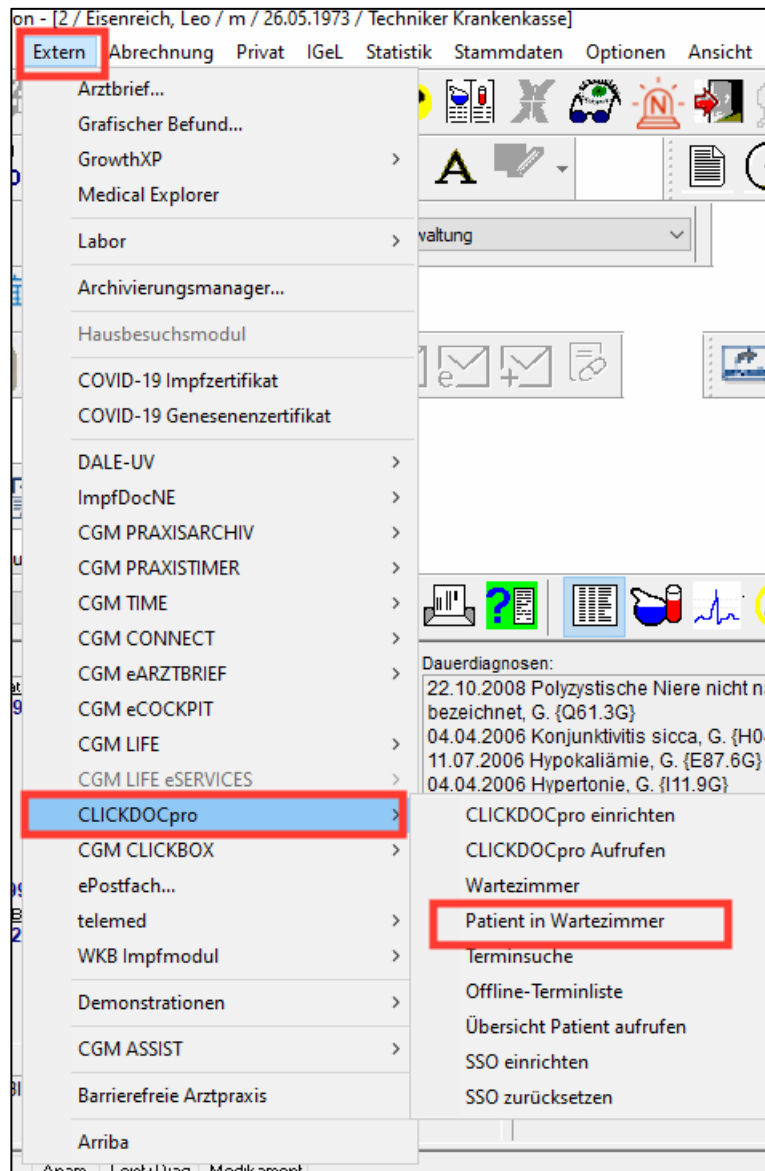 on - [2 / Eisenreich, Leo / m / 26.05.1973 / Techniker Krankenkasse]
Extern Abrechnung Privat IGeL Statistik Stammdaten Optionen Ansicht
Arztbrief...
Grafischer Befund...
GrowthXP
Medical Explorer
Labor
Archivierungsmanager...
Hausbesuchsmodul
COVID-19 Impfzertifikat
COVID-19 Genesenenzertifikat
DALE-UV
ImpfDocNE
CGM PRAXISARCHIV
CGM PRAXISTIMER
CGM TIME
CGM CONNECT
CGM eARZTBRIEF
CGM eCOCKPIT
CGM LIFE
CGM LIFE eSERVICES
CLICKDOCpro
CGM CLICKBOX
ePostfach...
telemed
WKB Impfmodul
Demonstrationen
CGM ASSIST
Barrierefreie Arztpraxis
Arriba
N
A
waltung
e
Dauerdiagnosen:
22.10.2008 Polyzystische Niere nicht n
bezeichnet, G. {Q61.3G}
04.04.2006 Konjunktivitis sicca, G. {H0
11.07.2006 Hypokaliämie, G. {E87.6G}
04.04.2006 Hypertonie, G. {I11.9G}
CLICKDOCpro einrichten
CLICKDOCpro Aufrufen
Wartezimmer
Patient in Wartezimmer
Terminsuche
Offline-Terminliste
Übersicht Patient aufrufen
SSO einrichten
SSO zurücksetzen